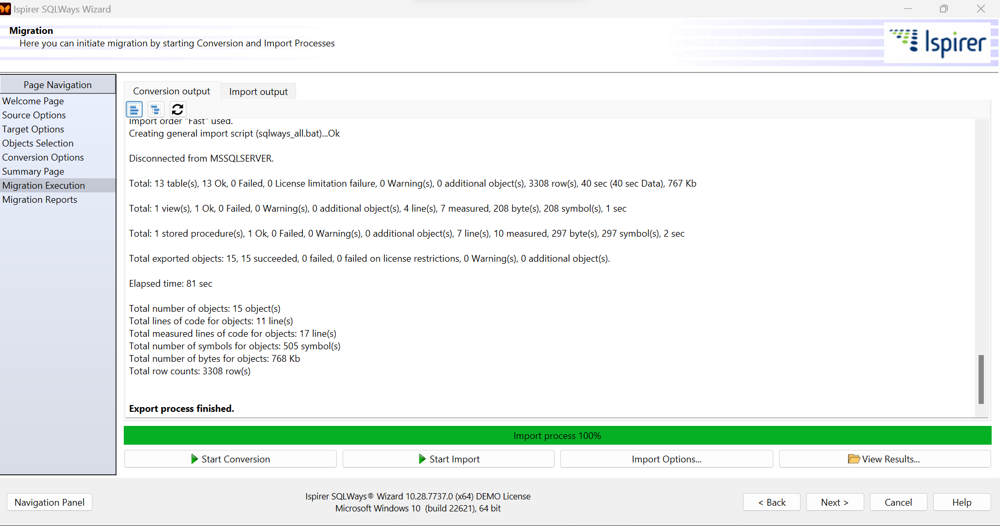 Ispirer SQLWays Wizard
Migration
Here you can initiate migration by starting Conversion and Import Processes
Ispirer
Page Navigation
Welcome Page
Source Options
Target Options
Objects Selection
Conversion Options
Summary Page
Migration Execution
Migration Reports
Conversion output
Import output
Import order "Fast" used.
Creating general import script (sqlways_all.bat)...Ok
Disconnected from MSSQLSERVER.
Total: 13 table(s), 13 Ok, 0 Failed, 0 License limitation failure, 0 Warning(s), 0 additional object(s), 3308 row(s), 40 sec (40 sec Data), 767 Kb
Total: 1 view(s), 1 Ok, 0 Failed, 0 Warning(s), 0 additional object(s), 4 line(s), 7 measured, 208 byte(s), 208 symbol(s), 1 sec
Total: 1 stored procedure(s), 1 Ok, 0 Failed, 0 Warning(s), 0 additional object(s), 7 line(s), 10 measured, 297 byte(s), 297 symbol(s), 2 sec
Total exported objects: 15, 15 succeeded, 0 failed, 0 failed on license restrictions, 0 Warning(s), 0 additional object(s).
Elapsed time: 81 sec
Total number of objects: 15 object(s)
Total lines of code for objects: 11 line(s)
Total measured lines of code for objects: 17 line(s)
Total number of symbols for objects: 505 symbol(s)
Total number of bytes for objects: 768 Kb
Total row counts: 3308 row(s)
Export process finished.
Import process 100%
Start Conversion
Start Import
Import Options...
View Results...
Navigation Panel
Ispirer SQLWays® Wizard 10.28.7737.0 (x64) DEMO License
Microsoft Windows 10 (build 22621), 64 bit
< Back
Next >
Cancel
Help